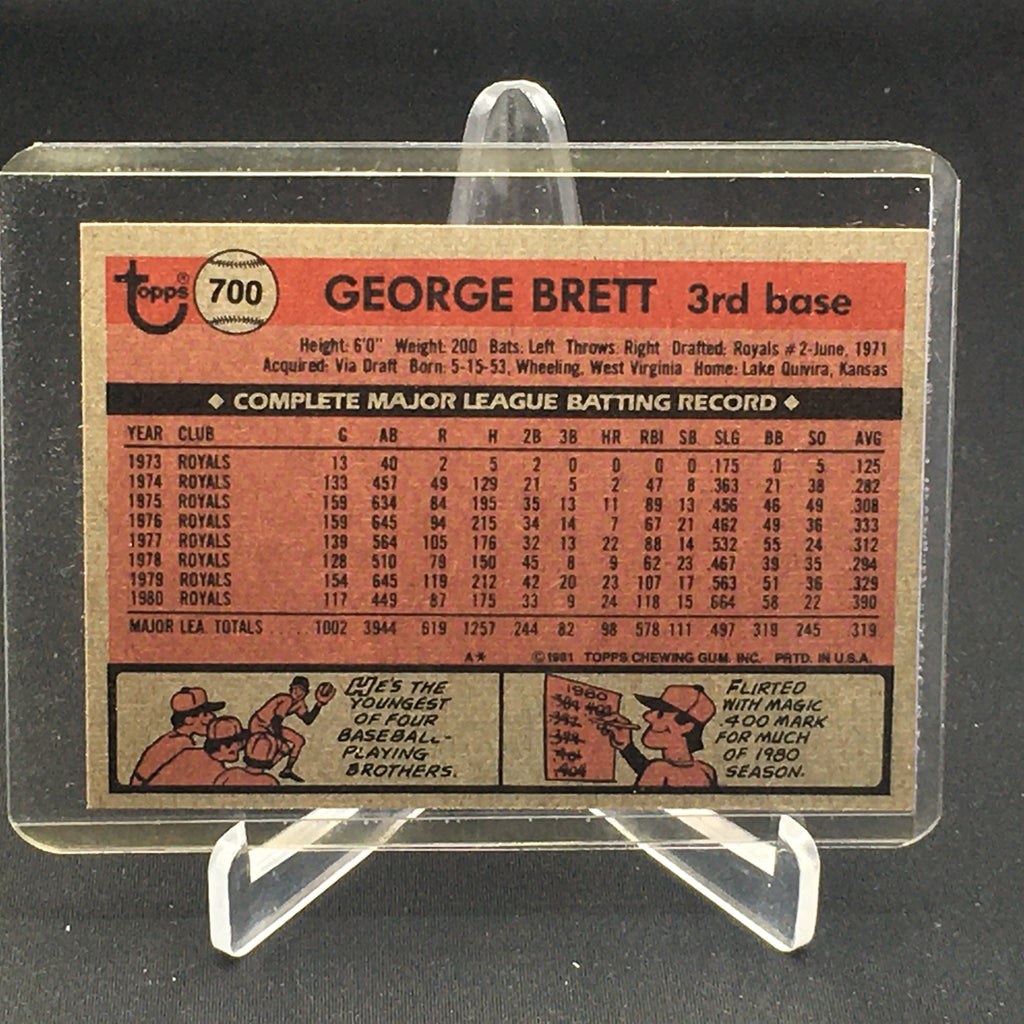 topps® 700 GEORGE BRETT 3rd base
Height: 6'0" Weight: 200 Bats: Left Throws: Right Drafted: Royals #2-June, 1971
Acquired: Via Draft Born: 5-15-53, Wheeling, West Virginia Home: Lake Quivira, Kansas
◆ COMPLETE MAJOR LEAGUE BATTING RECORD ◆
YEAR CLUB G AB R H 2B 3B HR RBI SB SLG BB SO AVG
1973 ROYALS 13 40 2 5 2 0 0 0 0 .175 0 5 .125
1974 ROYALS 133 457 49 129 21 5 2 47 8 .363 21 38 .282
1975 ROYALS 159 634 84 195 35 13 11 89 13 .456 46 49 .308
1976 ROYALS 159 645 94 215 34 14 7 67 21 .462 49 36 .333
1977 ROYALS 139 564 105 176 32 13 22 88 14 .532 55 24 .312
1978 ROYALS 128 510 79 150 45 8 9 62 23 .467 39 35 .294
1979 ROYALS 154 645 119 212 42 20 23 107 17 .563 51 36 .329
1980 ROYALS 117 449 87 175 33 9 24 118 15 .664 58 22 .390
MAJOR LEA. TOTALS ..... 1002 3944 619 1257 244 82 98 578 111 .497 319 245 .319
A* © 1981 TOPPS CHEWING GUM, INC. PRTD. IN U.S.A.
HE'S THE
YOUNGEST
OF FOUR
BASEBALL-
PLAYING
BROTHERS.
1980
FLIRTED
WITH MAGIC
.400 MARK
FOR MUCH
OF 1980
SEASON.